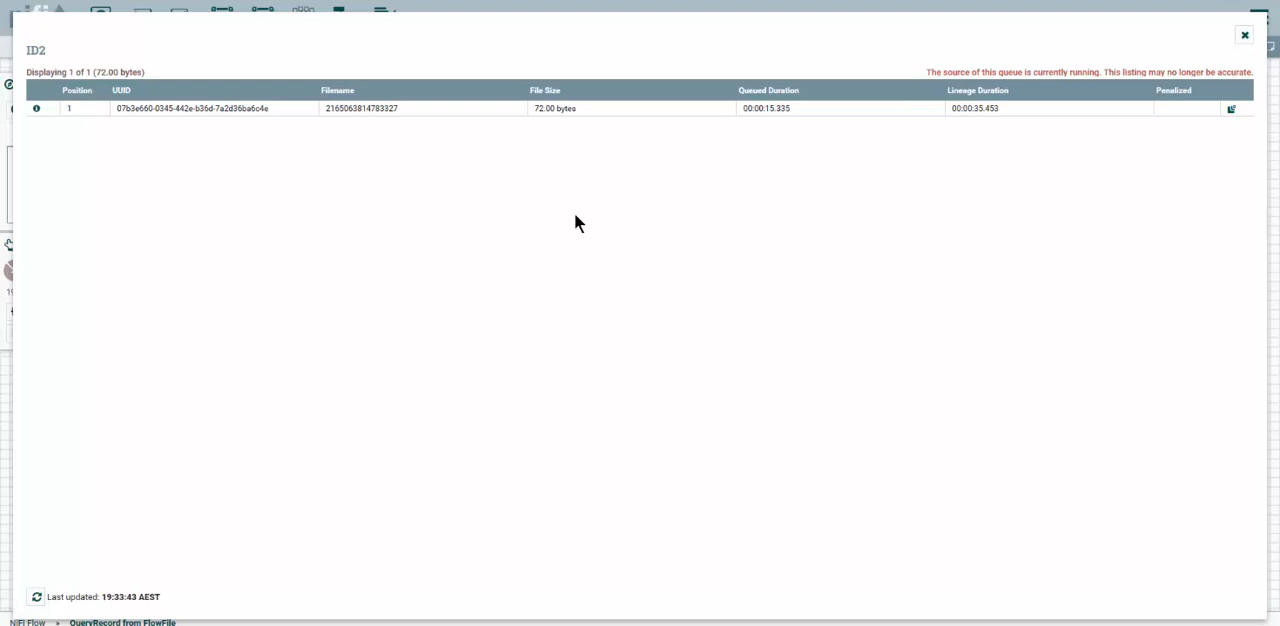 ID2
Displaying 1 of 1 (72.00 bytes)
The source of this queue is currently running. This listing may no longer be accurate.
Position UUID Filename File Size Queued Duration Lineage Duration Penalized
1 07b3e660-0345-442e-b36d-7a2d36ba6c4e 2165063814783327 72.00 bytes 00:00:15.335 00:00:35.453
Last updated: 19:33:43 AEST
NiFi Flow » QueryRecord from FlowFile